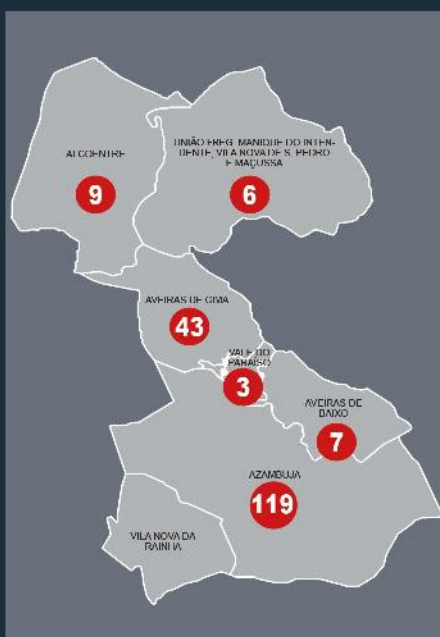 ALCOENTRE
9
UNIÃO FREG. MANIQUE DO INTEN-
DENTE, VILA NOVA DE S. PEDRO
E MAÇUSSA
6
AVEIRAS DE CIMA
43
VALE DO
PARAÍSO
3
AVEIRAS DE
BAIXO
7
AZAMBUJA
119
VILA NOVA DA
RAINHA